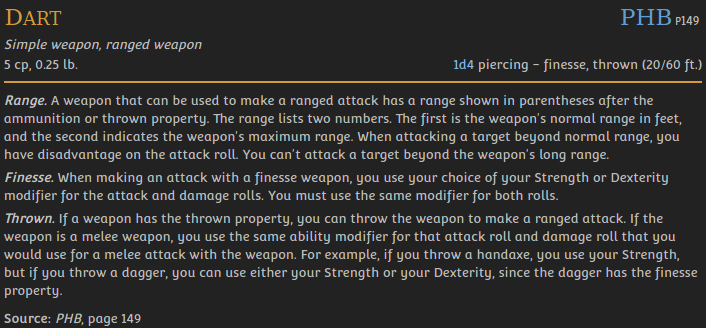 DART PHB P149
Simple weapon, ranged weapon
5 cp, 0.25 lb. 1d4 piercing – finesse, thrown (20/60 ft.)
Range. A weapon that can be used to make a ranged attack has a range shown in parentheses after the
ammunition or thrown property. The range lists two numbers. The first is the weapon's normal range in feet,
and the second indicates the weapon's maximum range. When attacking a target beyond normal range, you
have disadvantage on the attack roll. You can't attack a target beyond the weapon's long range.
Finesse. When making an attack with a finesse weapon, you use your choice of your Strength or Dexterity
modifier for the attack and damage rolls. You must use the same modifier for both rolls.
Thrown. If a weapon has the thrown property, you can throw the weapon to make a ranged attack. If the
weapon is a melee weapon, you use the same ability modifier for that attack roll and damage roll that you
would use for a melee attack with the weapon. For example, if you throw a handaxe, you use your Strength,
but if you throw a dagger, you can use either your Strength or your Dexterity, since the dagger has the finesse
property.
Source: PHB, page 149